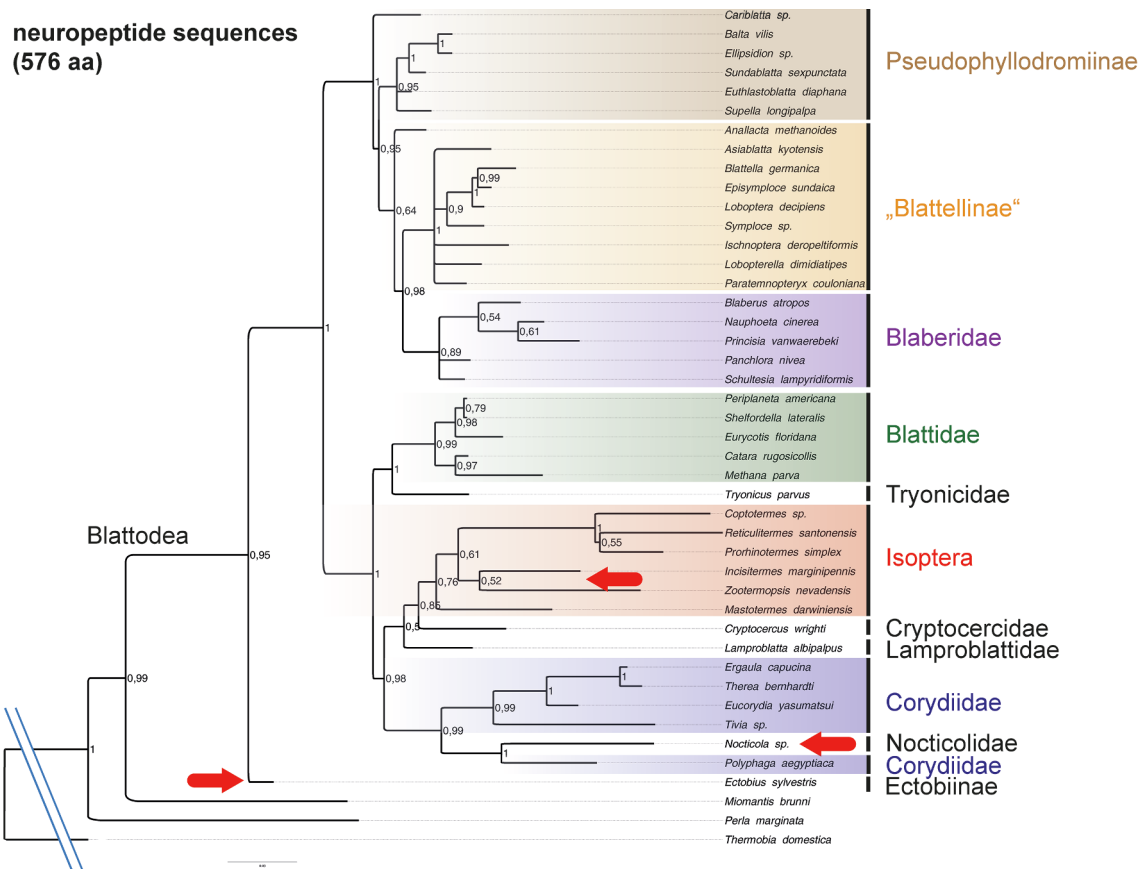 neuropeptide sequences
(576 aa)
Cariblatta sp.
Balta vilis
1
Ellipsidion sp.
1
Pseudophyllodromiinae
Sundablatta sexpunctata
1
0,95
Euthlastoblatta diaphana
Supella longipalpa
Anallacta methanoides
0,95
Asiablatta kyotensis
Blattella germanica
0,99
Episymploce sundaica
1
Loboptera decipiens
0,64
0,9
„Blattellinae“
Symploce sp.
1
Ischnoptera deropeltiformis
Lobopterella dimidiatipes
Paratemnopteryx couloniana
0,98
Blaberus atropos
0,54
Nauphoeta cinerea
1
0,61
Princisia vanwaerebeki
Blaberidae
0,89
Panchlora nivea
Schultesia lampyridiformis
Periplaneta americana
0,79
Shelfordella lateralis
0,98
Eurycotis floridana
Blattidae
0,99
Catara rugosicollis
0,97
1
Methana parva
Tryonicus parvus
Tryonicidae
Coptotermes sp.
1
Reticulitermes santonensis
Blattodea
0,55
0,95
0,61
Prorhinotermes simplex
Isoptera
1
Incisitermes marginipennis
0,76
0,52
Zootermopsis nevadensis
0,85
Mastotermes darwiniensis
Cryptocercus wrighti
Cryptocercidae
Lamproblatta albipalpus
Lamproblattidae
Ergaula capucina
1
0,99
0,98
Therea bernhardti
1
Eucorydia yasumatsui
Corydiidae
0,99
Tivia sp.
0,99
Nocticola sp.
Nocticolidae
1
1
Polyphaga aegyptiaca
Corydiidae
Ectobius sylvestris
Ectobiinae
Miomantis brunni
Perla marginata
Thermobia domestica